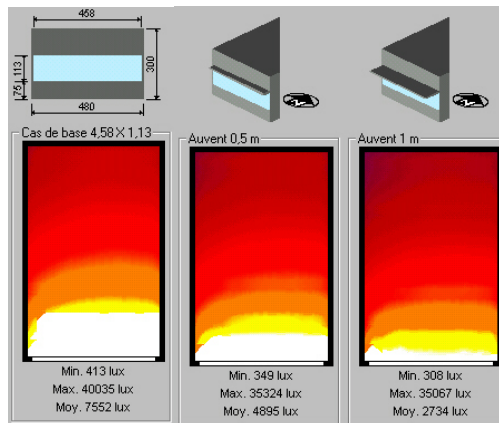 458
113
75
300
480
Cas de base 4,58 X 1,13
Min. 413 lux
Max. 40035 lux
Moy. 7552 lux
Auvent 0,5 m
Min. 349 lux
Max. 35324 lux
Moy. 4895 lux
Auvent 1 m
Min. 308 lux
Max. 35067 lux
Moy. 2734 lux